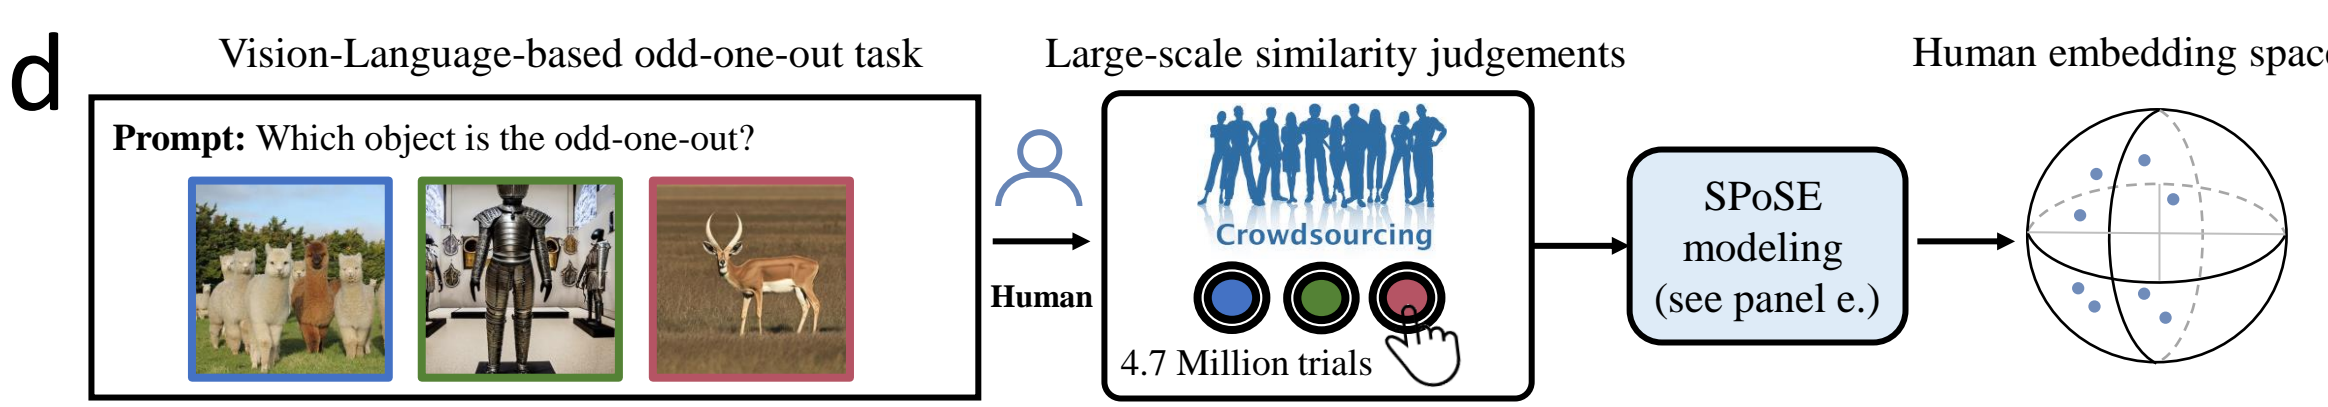 d
Vision-Language-based odd-one-out task
Large-scale similarity judgements
Human embedding spac
Prompt: Which object is the odd-one-out?
Human
Crowdsourcing
4.7 Million trials
SPoSE
modeling
(see panel e.)